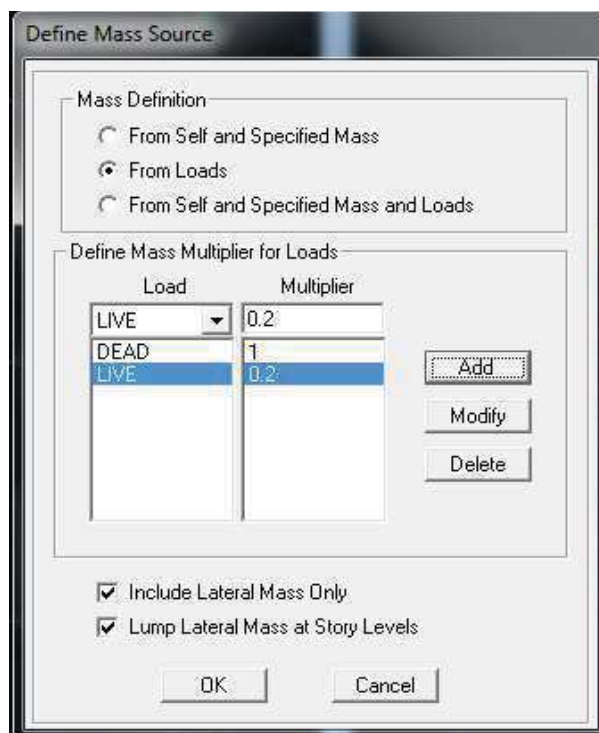 Define Mass Source
Mass Definition
From Self and Specified Mass
From Loads
From Self and Specified Mass and Loads
Define Mass Multiplier for Loads
Load Multiplier
LIVE 0.2
DEAD 1
LIVE 0.2
Add
Modify
Delete
Include Lateral Mass Only
Lump Lateral Mass at Story Levels
OK Cancel